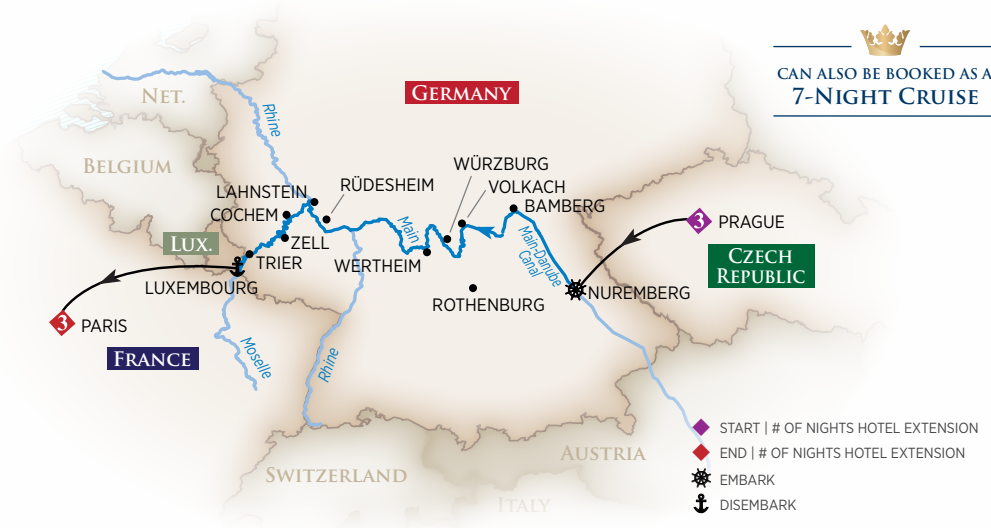 CAN ALSO BE BOOKED AS A
7-NIGHT CRUISE
NET.
GERMANY
Rhine
BELGIUM
WÜRZBURG
VOLKACH
BAMBERG
LAHNSTEIN
RÜDESHEIM
COCHEM
3
PRAGUE
Main
LUX.
ZELL
Main-Danube
Canal
CZECH
REPUBLIC
TRIER
WERTHEIM
LUXEMBOURG
NUREMBERG
ROTHENBURG
3
PARIS
FRANCE
Moselle
Rhine
START | # OF NIGHTS HOTEL EXTENSION
END | # OF NIGHTS HOTEL EXTENSION
AUSTRIA
SWITZERLAND
EMBARK
ITALY
DISEMBARK